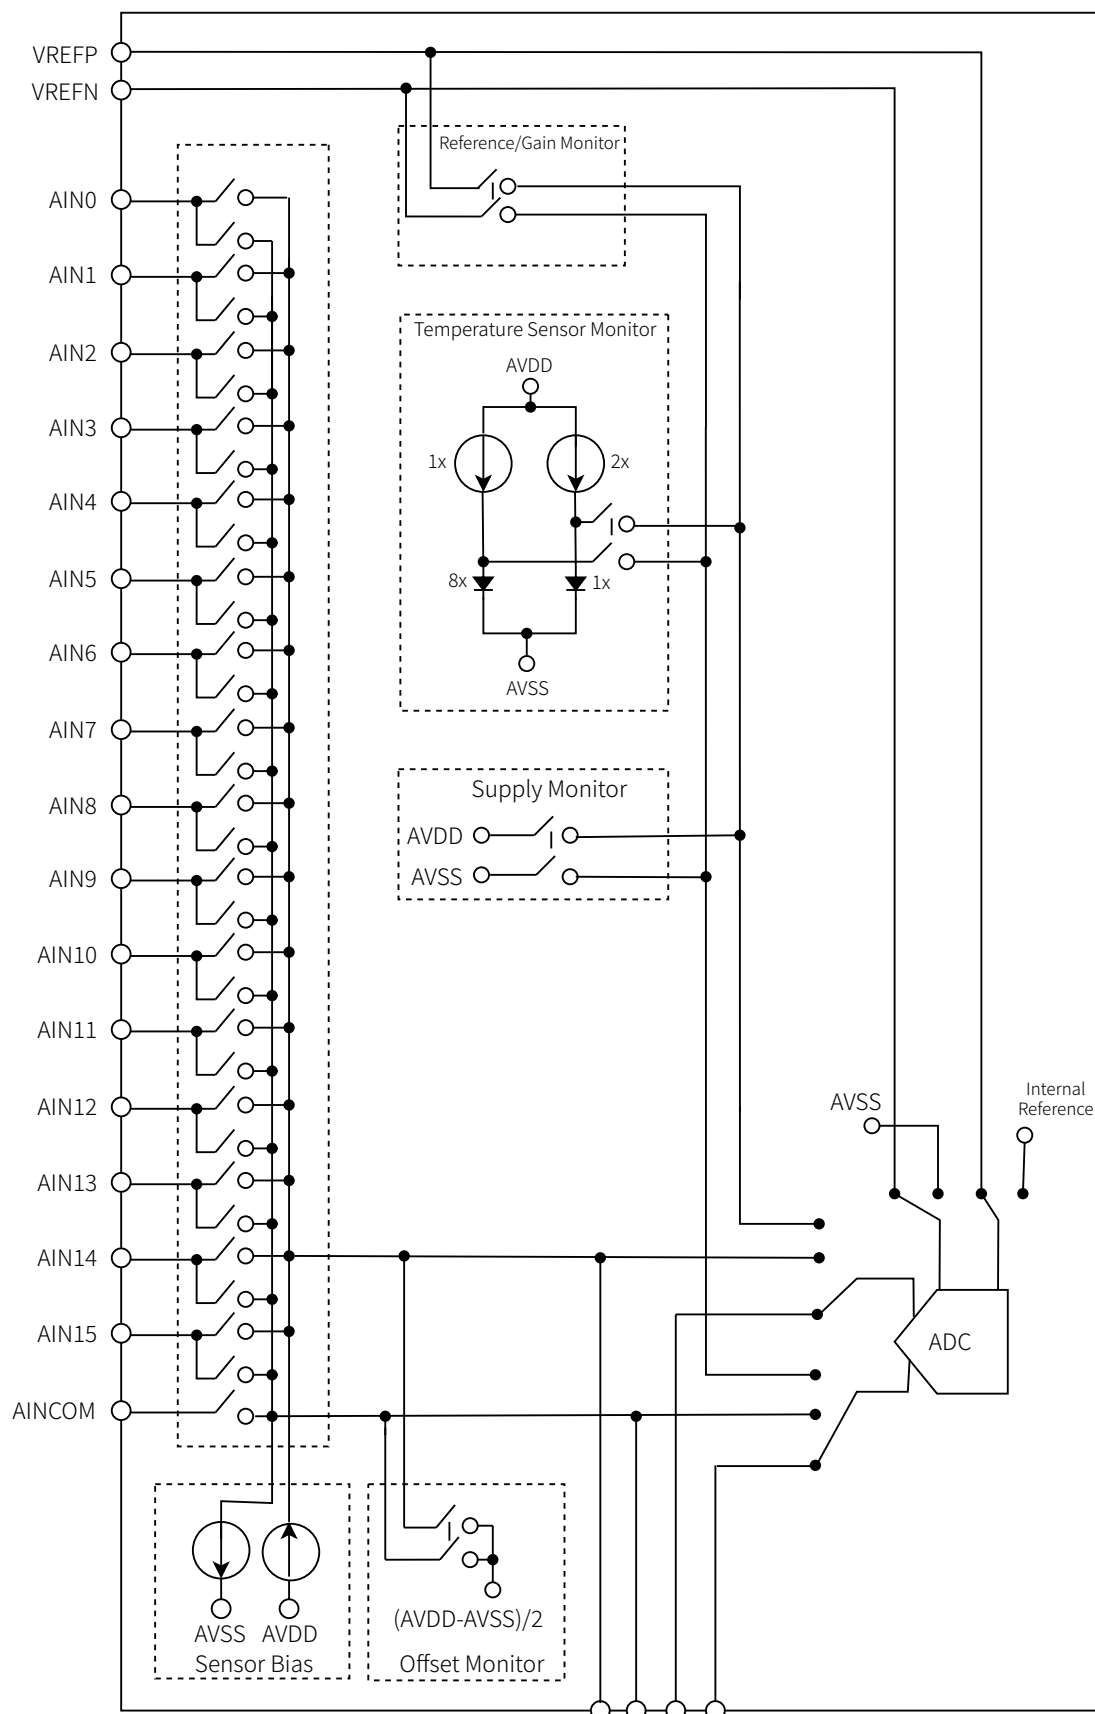 VREFP
VREFN
Reference/Gain Monitor
AIN0
AIN1
AIN2
AIN3
AIN4
AIN5
AIN6
AIN7
AIN8
AIN9
AIN10
AIN11
AIN12
AIN13
AIN14
AIN15
AINCOM
Temperature Sensor Monitor
AVDD
1x
2x
8x
1x
AVSS
Supply Monitor
AVDD
AVSS
AVSS
Internal
Reference
ADC
AVSS
AVDD
Sensor Bias
(AVDD-AVSS)/2
Offset Monitor